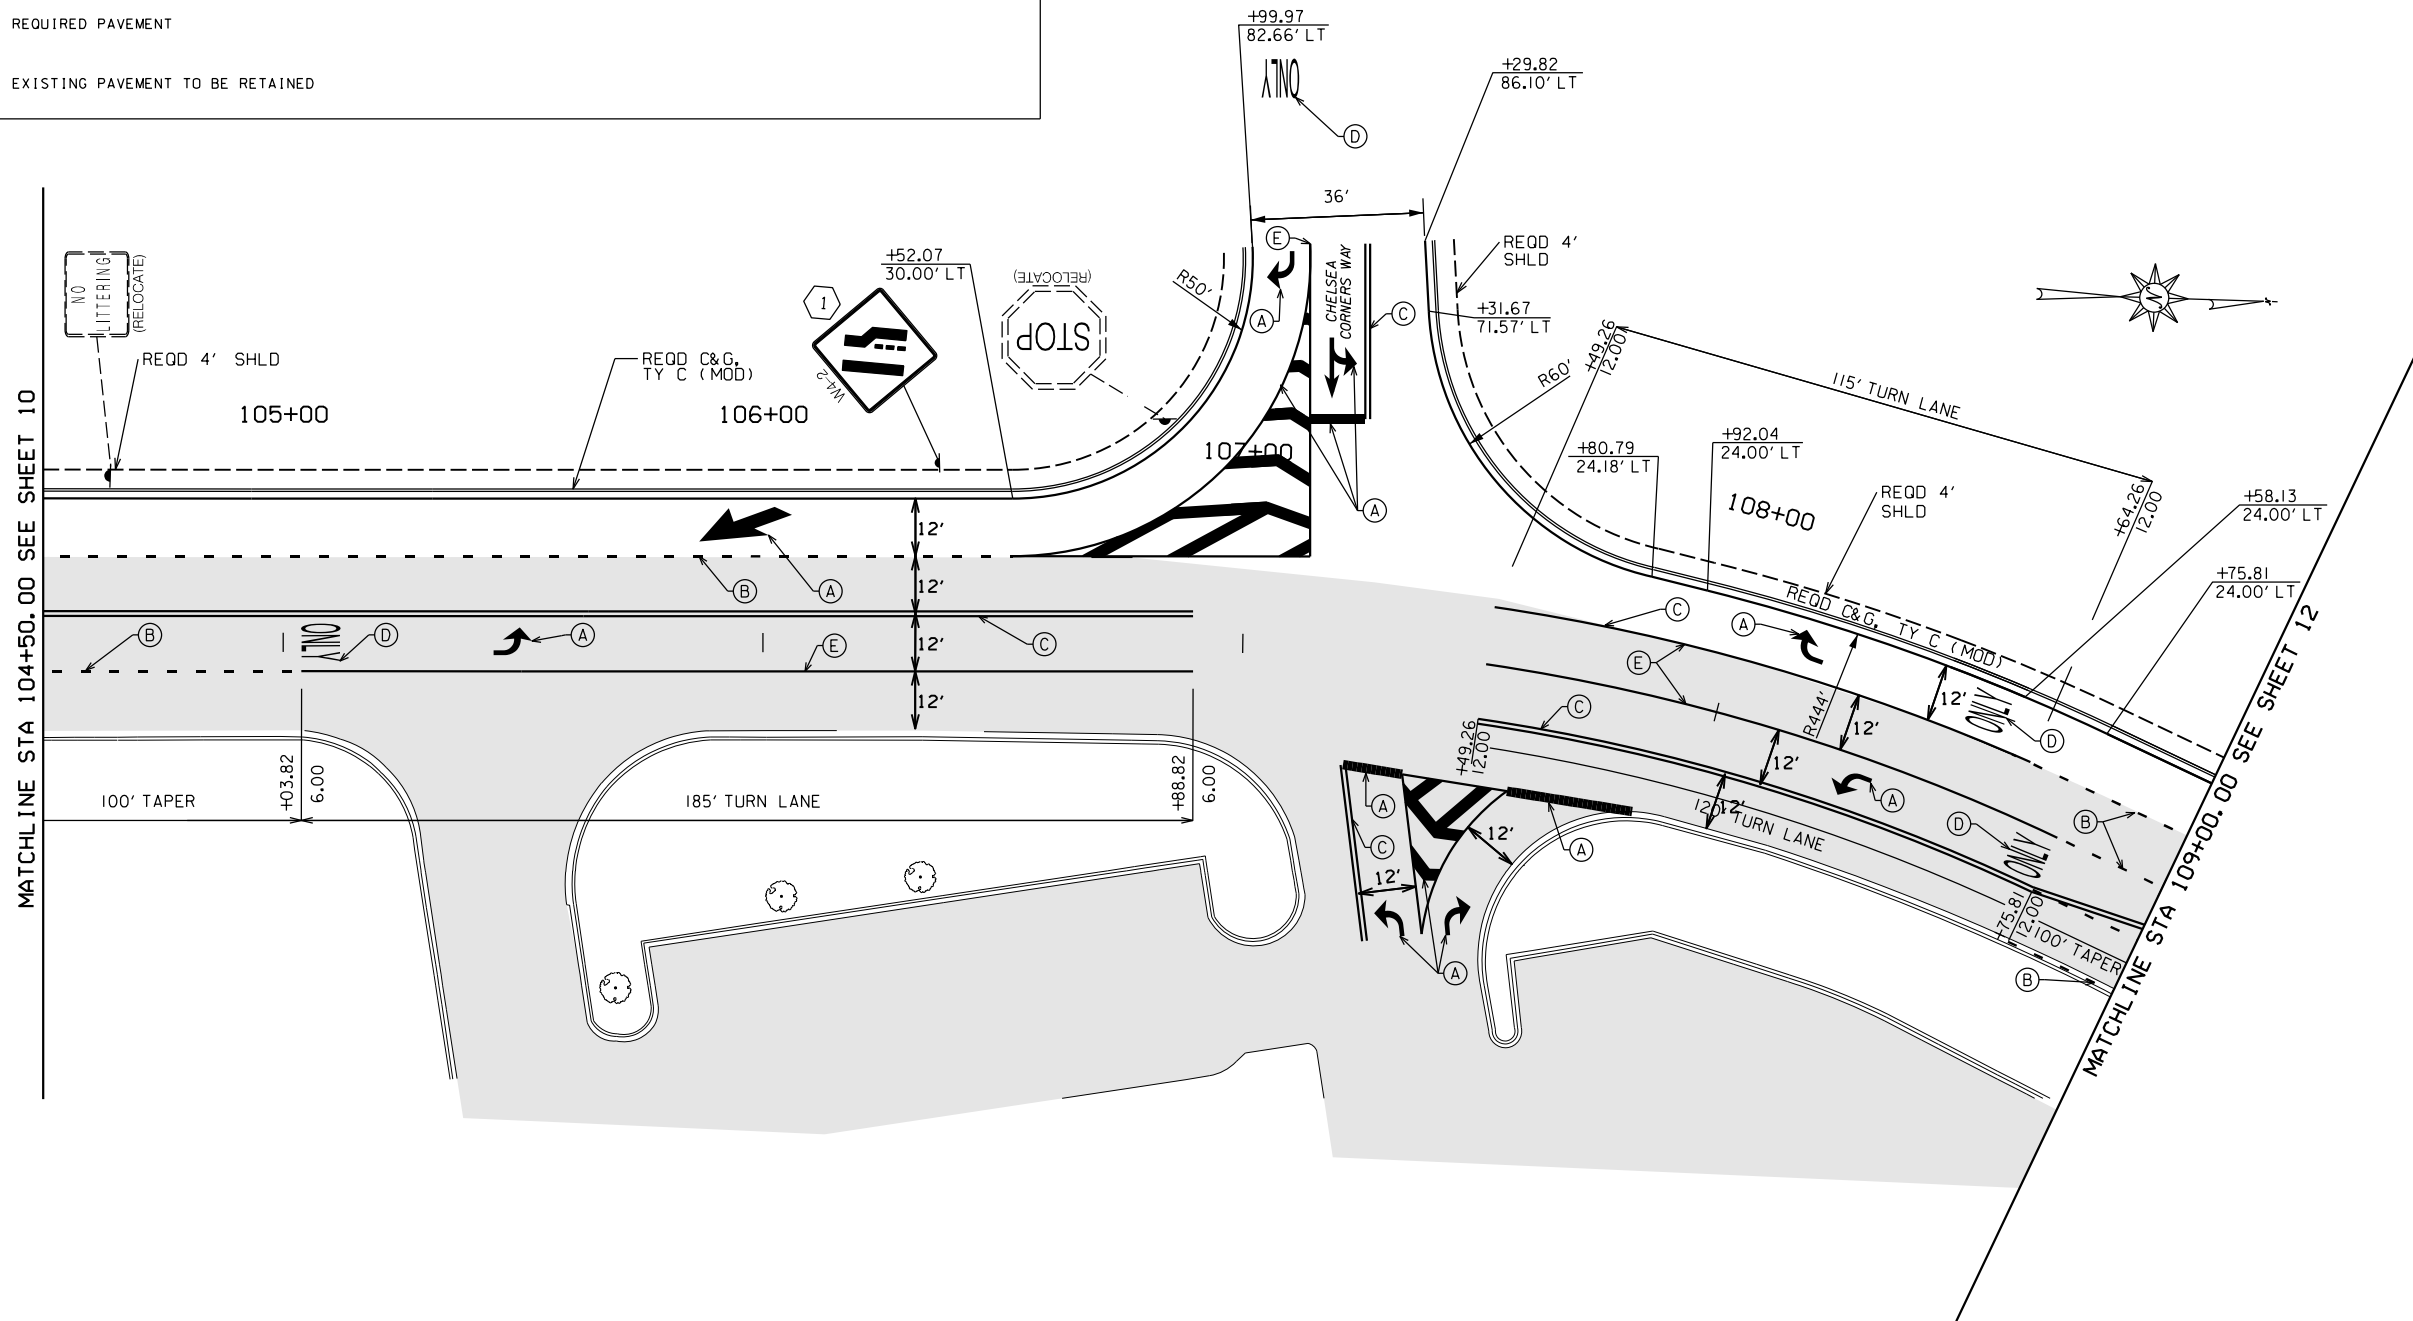 REQUIRED PAVEMENT
EXISTING PAVEMENT TO BE RETAINED
+99.97
82.66' LT
ONLY
D
+29.82
86.10' LT
36'
NO
LITTERING
(RELOCATE)
REQD 4' SHLD
105+00
REQD C&G,
TY C (MOD)
106+00
1
W4-2
+52.07
30.00' LT
(RELOCATE)
STOP
R50'
E
A
CHELSEA
CORNERS WAY
C
107+00
A
REQD 4'
SHLD
+31.67
71.57' LT
R60'
+49.26
12.00'
115' TURN LANE
+80.79
24.18' LT
+92.04
24.00' LT
108+00
REQD 4'
SHLD
+64.26
12.00'
+58.13
24.00' LT
+75.81
24.00' LT
N
MATCHLINE STA 104+50.00 SEE SHEET 10
12'
12'
12'
12'
B
A
B
ONLY
D
A
E
C
100' TAPER
+03.82
6.00
185' TURN LANE
+88.82
6.00
C
A
REQD C&G, TY C (MOD)
E
R444'
12'
12'
12'
12'
ONLY
D
C
+49.26
12.00'
A
120' TURN LANE
D
ONLY
B
A
C
12'
12'
A
A
+75.81
12.00'
100' TAPER
B
MATCHLINE STA 109+00.00 SEE SHEET 12